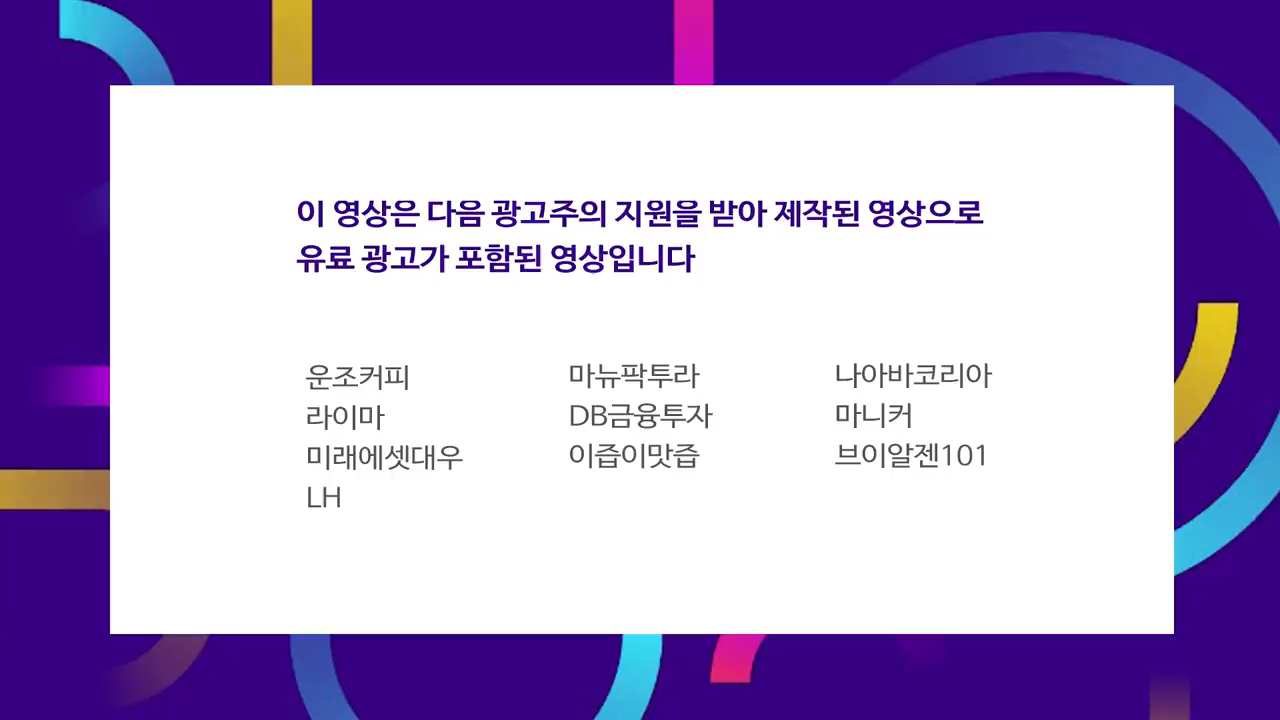 이 영상은 다음 광고주의 지원을 받아 제작된 영상으로
유료 광고가 포함된 영상입니다
운조커피
라이마
미래에셋대우
LH
마뉴팍투라
DB금융투자
이즙이맛즙
나아바코리아
마니커
브이알젠101